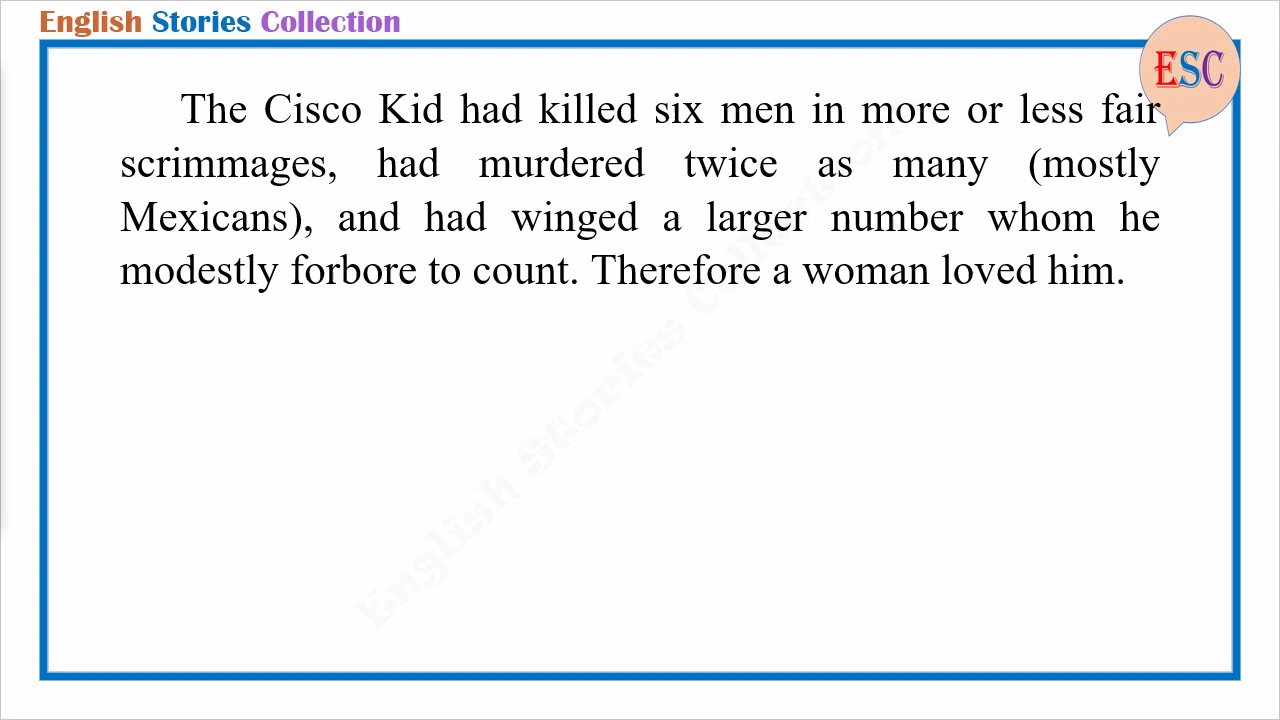 English Stories Collection
ESC
The Cisco Kid had killed six men in more or less fair
scrimmages, had murdered twice as many (mostly
Mexicans), and had winged a larger number whom he
modestly forbore to count. Therefore a woman loved him.
English Stories Collection